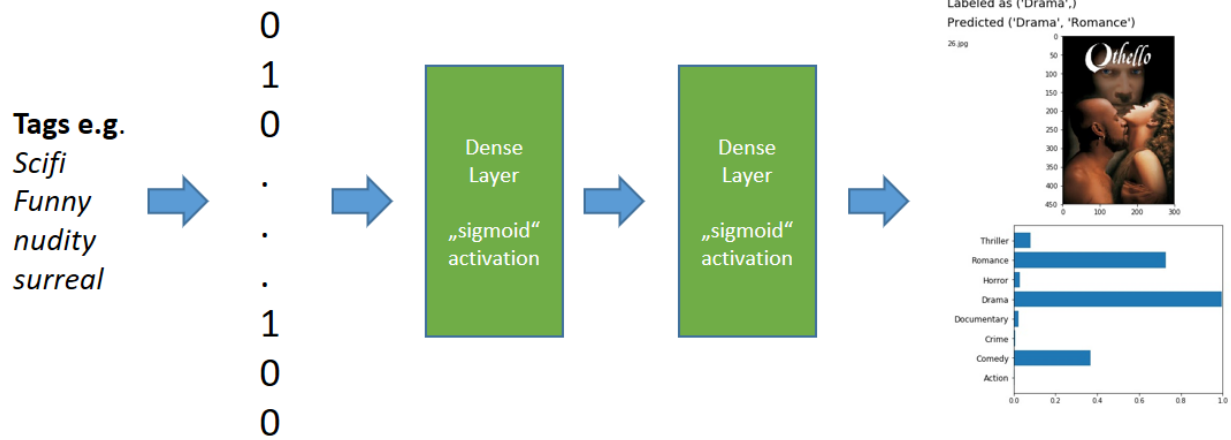 Tags e.g.
Scifi
Funny
nudity
surreal
0
1
0
.
.
.
1
0
0
Dense
Layer
„sigmoid“
activation
Dense
Layer
„sigmoid“
activation
Labeled as ('Drama',)
Predicted ('Drama', 'Romance')
26.jpg
Othello
0
50
100
150
200
250
300
350
400
450
0 100 200 300
Thriller
Romance
Horror
Drama
Documentary
Crime
Comedy
Action
0.0 0.2 0.4 0.6 0.8 1.0